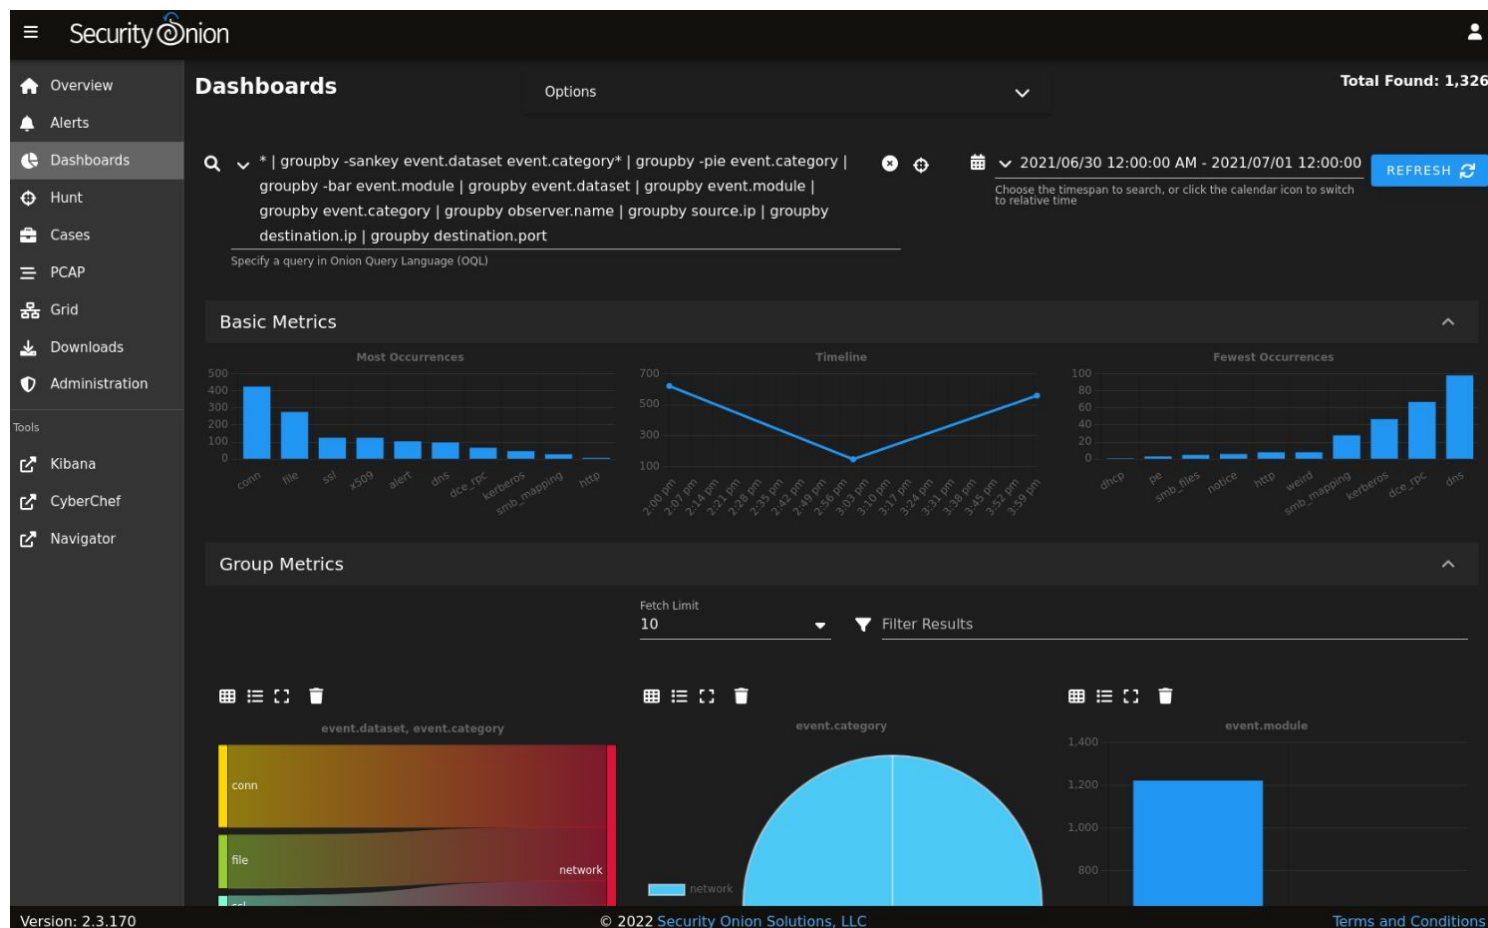 Security Onion
Overview
Alerts
Dashboards
Hunt
Cases
PCAP
Grid
Downloads
Administration
Tools
Kibana
CyberChef
Navigator
Dashboards
Options
Total Found: 1,326
* | groupby -sankey event.dataset event.category* | groupby -pie event.category |
groupby -bar event.module | groupby event.dataset | groupby event.module |
groupby event.category | groupby observer.name | groupby source.ip | groupby
destination.ip | groupby destination.port
Specify a query in Onion Query Language (OQL)
2021/06/30 12:00:00 AM - 2021/07/01 12:00:00
Choose the timespan to search, or click the calendar icon to switch
to relative time
REFRESH
Basic Metrics
Most Occurrences
500
400
300
200
100
0
conn
file
ssl
x509
alert
dns
dce_rpc
kerberos
smb_mapping
http
Timeline
700
500
300
100
2:00 pm
2:07 pm
2:14 pm
2:21 pm
2:28 pm
2:35 pm
2:42 pm
2:49 pm
2:56 pm
3:03 pm
3:10 pm
3:17 pm
3:24 pm
3:31 pm
3:38 pm
3:45 pm
3:52 pm
3:59 pm
Fewest Occurrences
100
80
60
40
20
0
dhcp
pe
smb_files
notice
http
weird
smb_mapping
kerberos
dce_rpc
dns
Group Metrics
Fetch Limit
10
Filter Results
event.dataset, event.category
conn
file
ssl
network
event.category
network
event.module
1,400
1,200
1,000
800
Version: 2.3.170
© 2022 Security Onion Solutions, LLC
Terms and Conditions